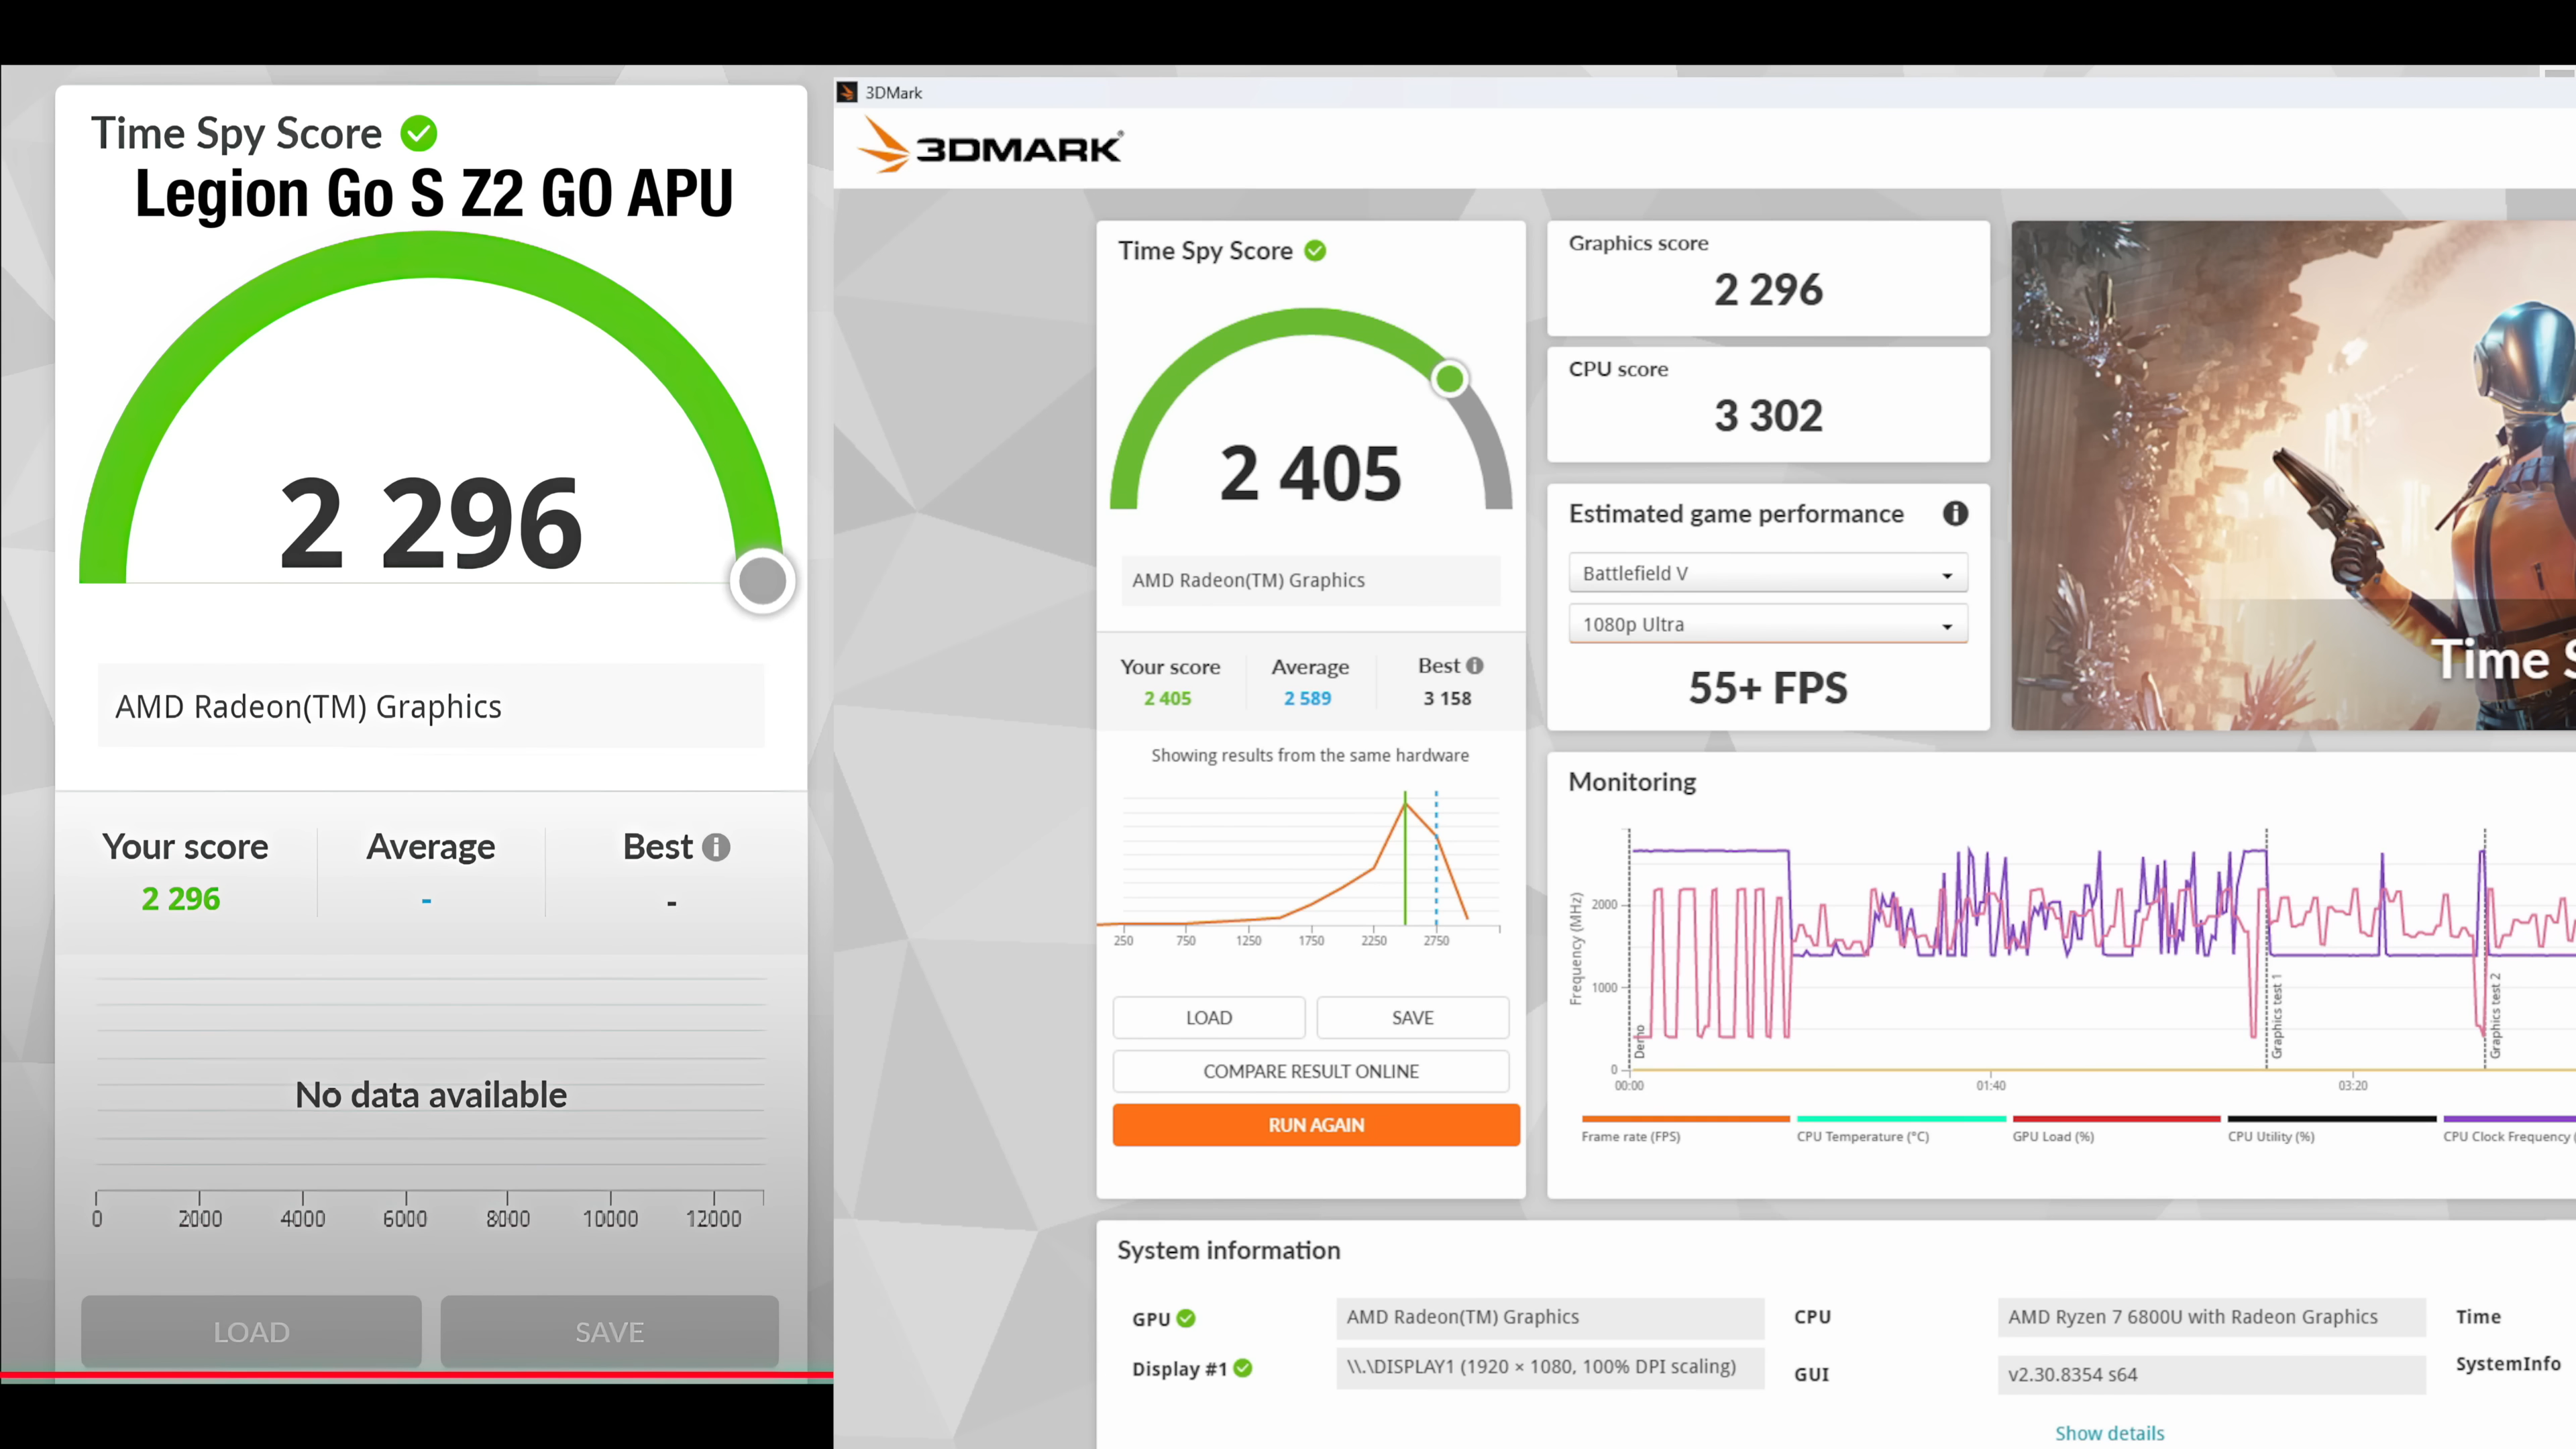 Time Spy Score
Legion Go S Z2 GO APU
2 296
AMD Radeon(TM) Graphics
Your score
Average
Best
2 296
-
-
No data available
0
2000
4000
6000
8000
10000
12000
LOAD
SAVE
3DMark
3DMARK
Time Spy Score
2 405
AMD Radeon(TM) Graphics
Your score
Average
Best
2 405
2 589
3 158
Showing results from the same hardware
250
750
1250
1750
2250
2750
LOAD
SAVE
COMPARE RESULT ONLINE
RUN AGAIN
Graphics score
2 296
CPU score
3 302
Estimated game performance
Battlefield V
1080p Ultra
55+ FPS
Time S
Monitoring
Frequency (MHz)
2000
1000
0
Demo
Graphics test 1
Graphics test 2
00:00
01:40
03:20
Frame rate (FPS)
CPU Temperature (°C)
GPU Load (%)
CPU Utility (%)
CPU Clock Frequency (
System information
GPU
AMD Radeon(TM) Graphics
CPU
AMD Ryzen 7 6800U with Radeon Graphics
Time
Display #1
\\.\DISPLAY1 (1920 × 1080, 100% DPI scaling)
GUI
v2.30.8354 s64
SystemInfo
Show details